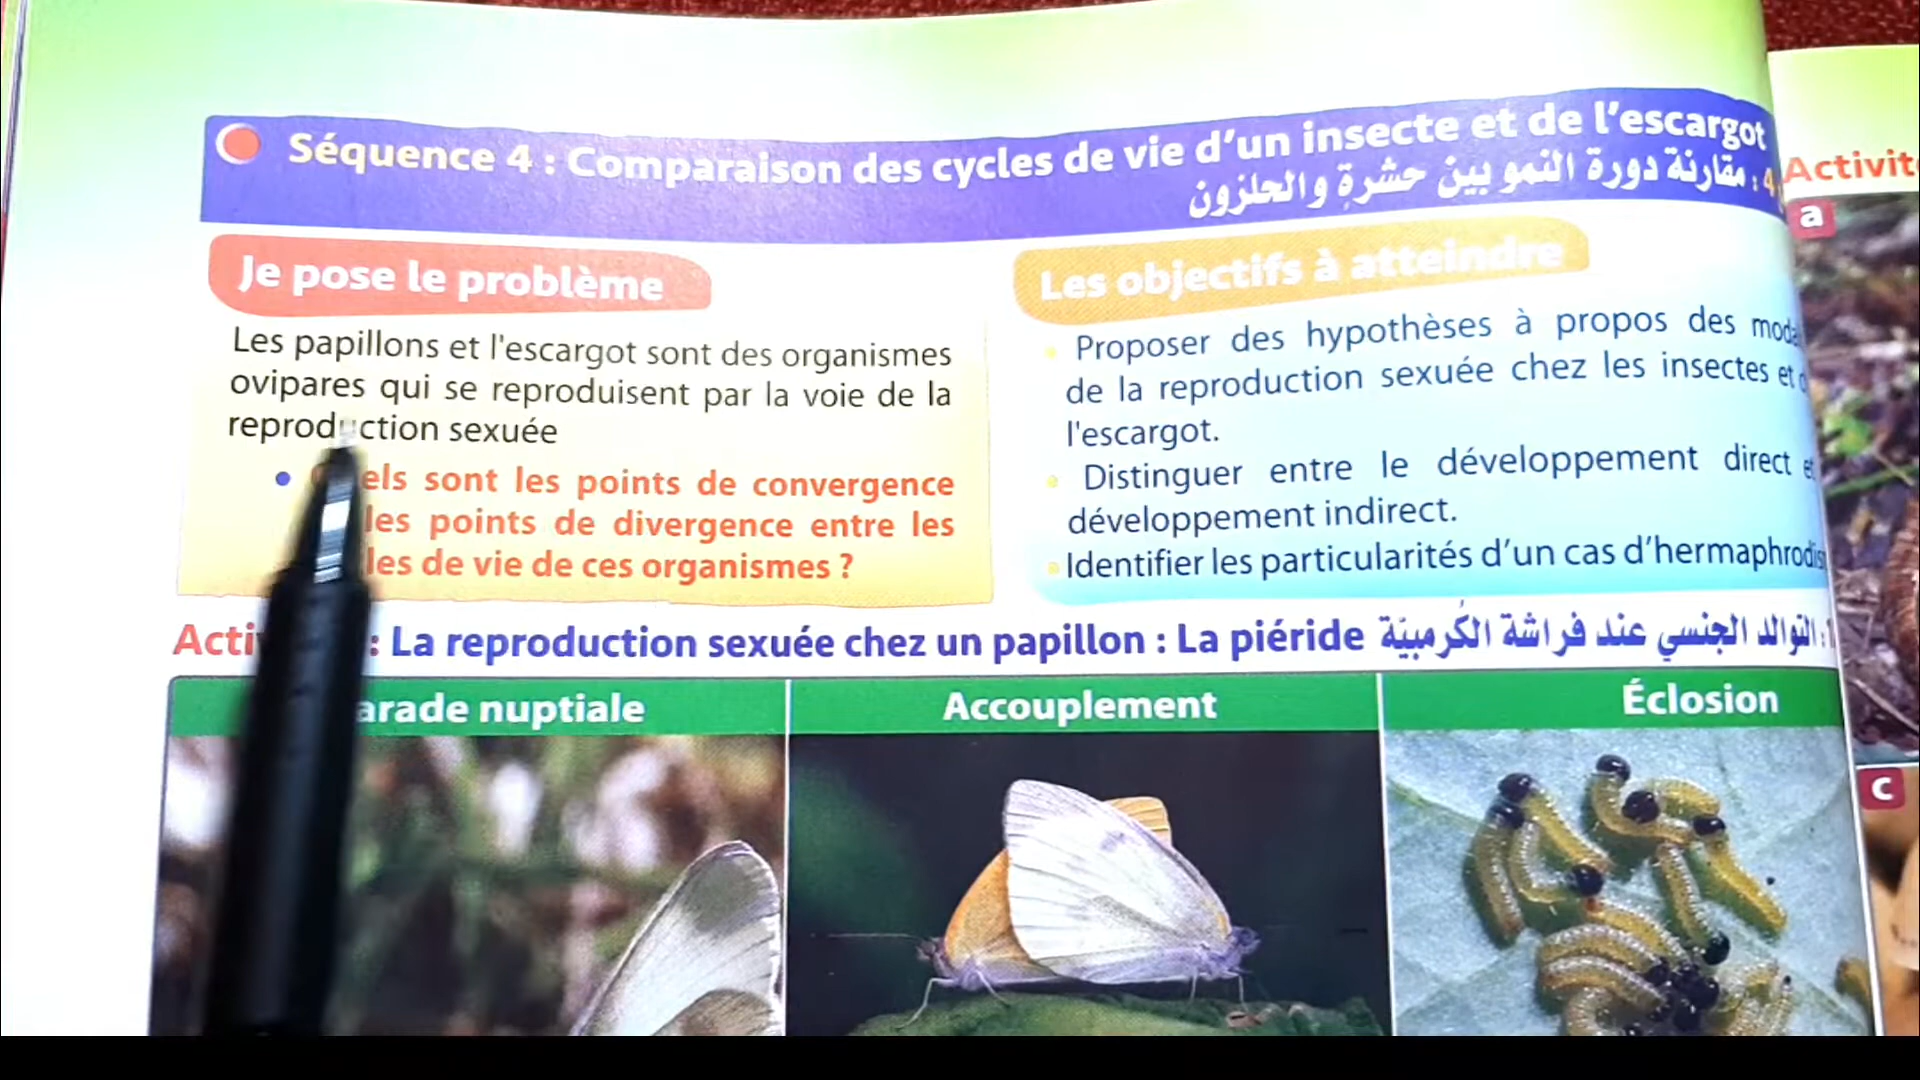 Séquence 4 : Comparaison des cycles de vie d'un insecte et de l'escargot
4 : مقارنة دورة النمو بين حشرة والحلزون
Je pose le problème
Les papillons et l'escargot sont des organismes
ovipares qui se reproduisent par la voie de la
reproduction sexuée
els sont les points de convergence
les points de divergence entre les
les de vie de ces organismes ?
Les objectifs à atteindre
Proposer des hypothèses à propos des
de la reproduction sexuée chez les insectes et
l'escargot.
Distinguer entre le développement direct
développement indirect.
Identifier les particularités d'un cas
Acti : La reproduction sexuée chez un papillon : La piéride
التوالد الجنسي عند فراشة الكُرمبيّة
arade nuptiale
Accouplement
Éclosion
Activit
a
c